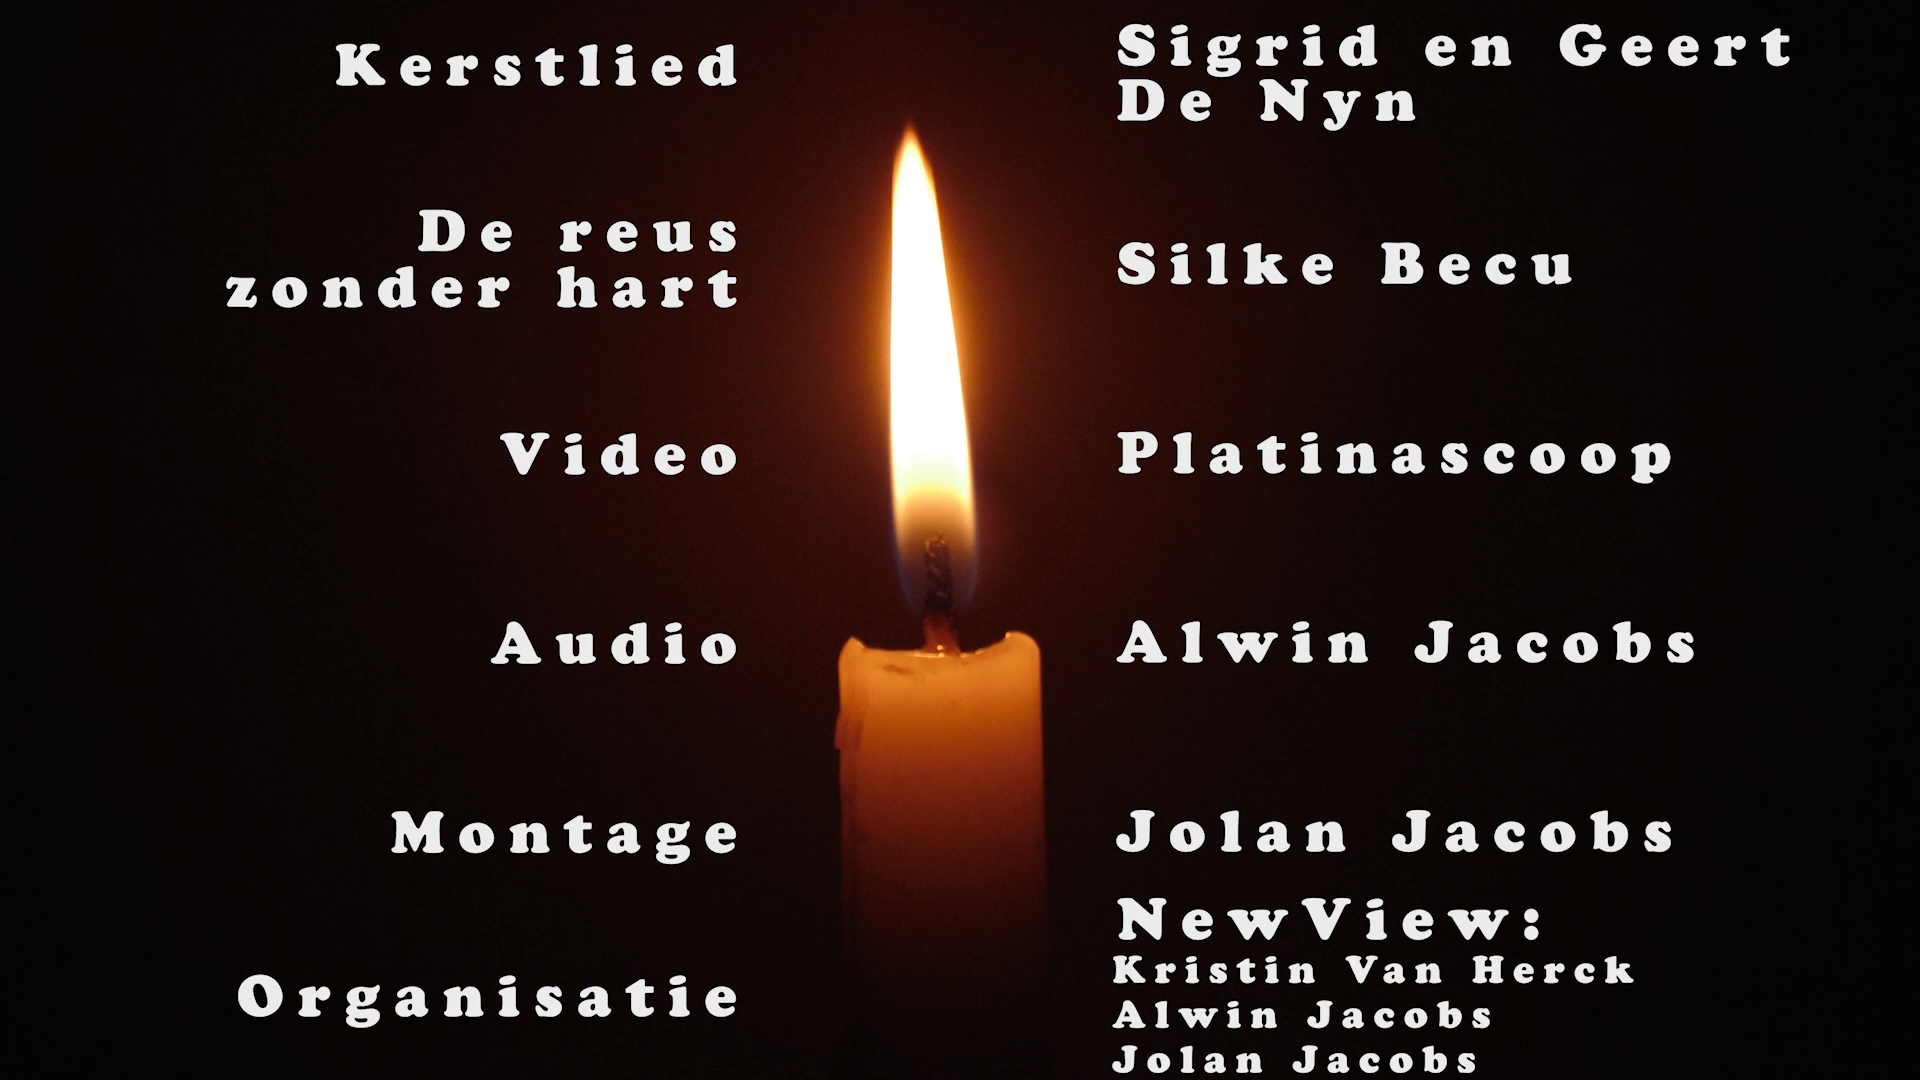 Kerstlied
Sigrid en Geert
De Nyn
De reus
zonder hart
Silke Becu
Video
Platinascoop
Audio
Alwin Jacobs
Montage
Jolan Jacobs
Organisatie
NewView:
Kristin Van Herck
Alwin Jacobs
Jolan Jacobs